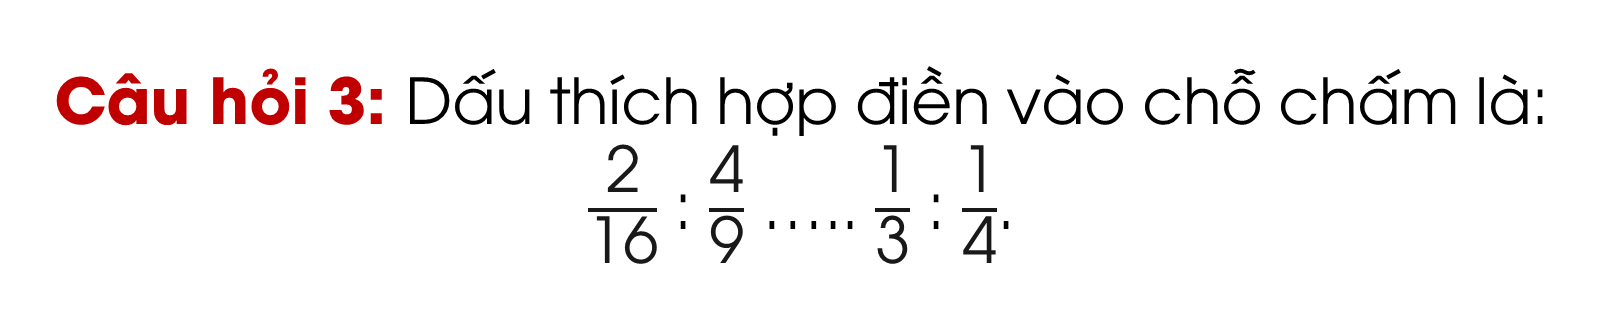 Câu hỏi 3: Dấu thích hợp điền vào chỗ chấm là:
2/16 : 4/9 ..... 1/3 : 1/4.